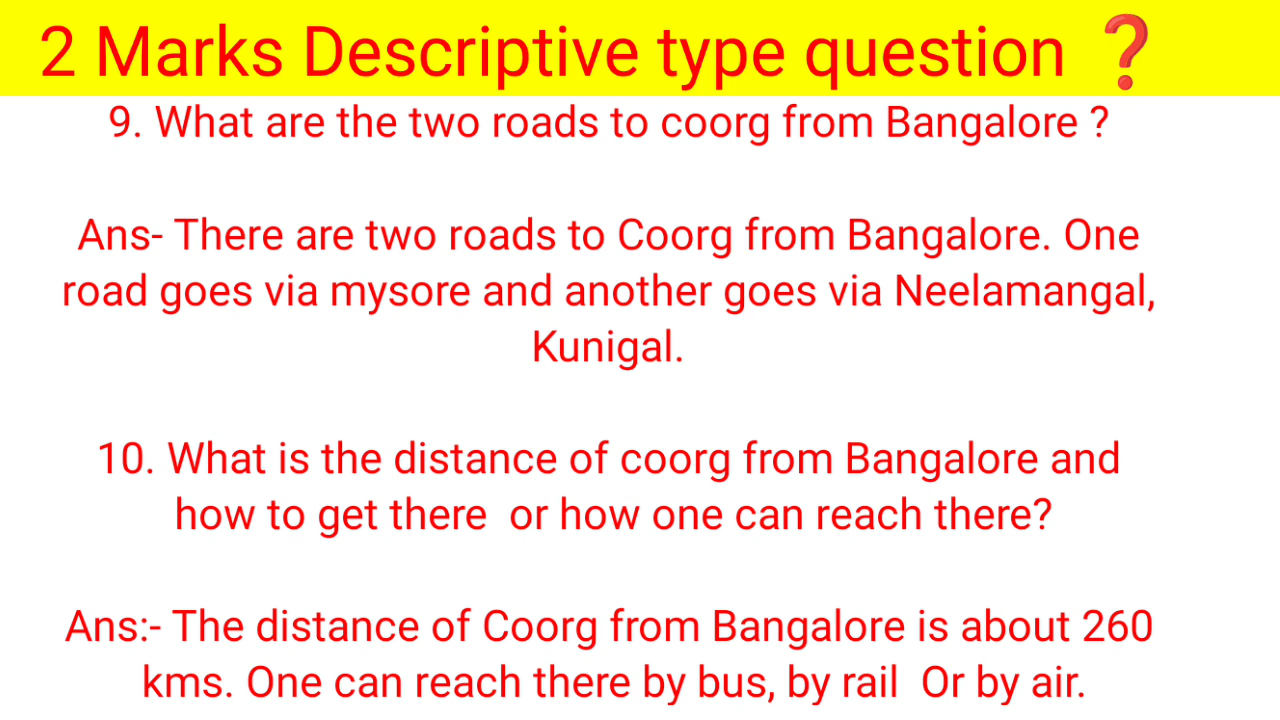 2 Marks Descriptive type question ❓
9. What are the two roads to coorg from Bangalore ?
Ans- There are two roads to Coorg from Bangalore. One
road goes via mysore and another goes via Neelamangal,
Kunigal.
10. What is the distance of coorg from Bangalore and
how to get there  or how one can reach there?
Ans:- The distance of Coorg from Bangalore is about 260
kms. One can reach there by bus, by rail  Or by air.